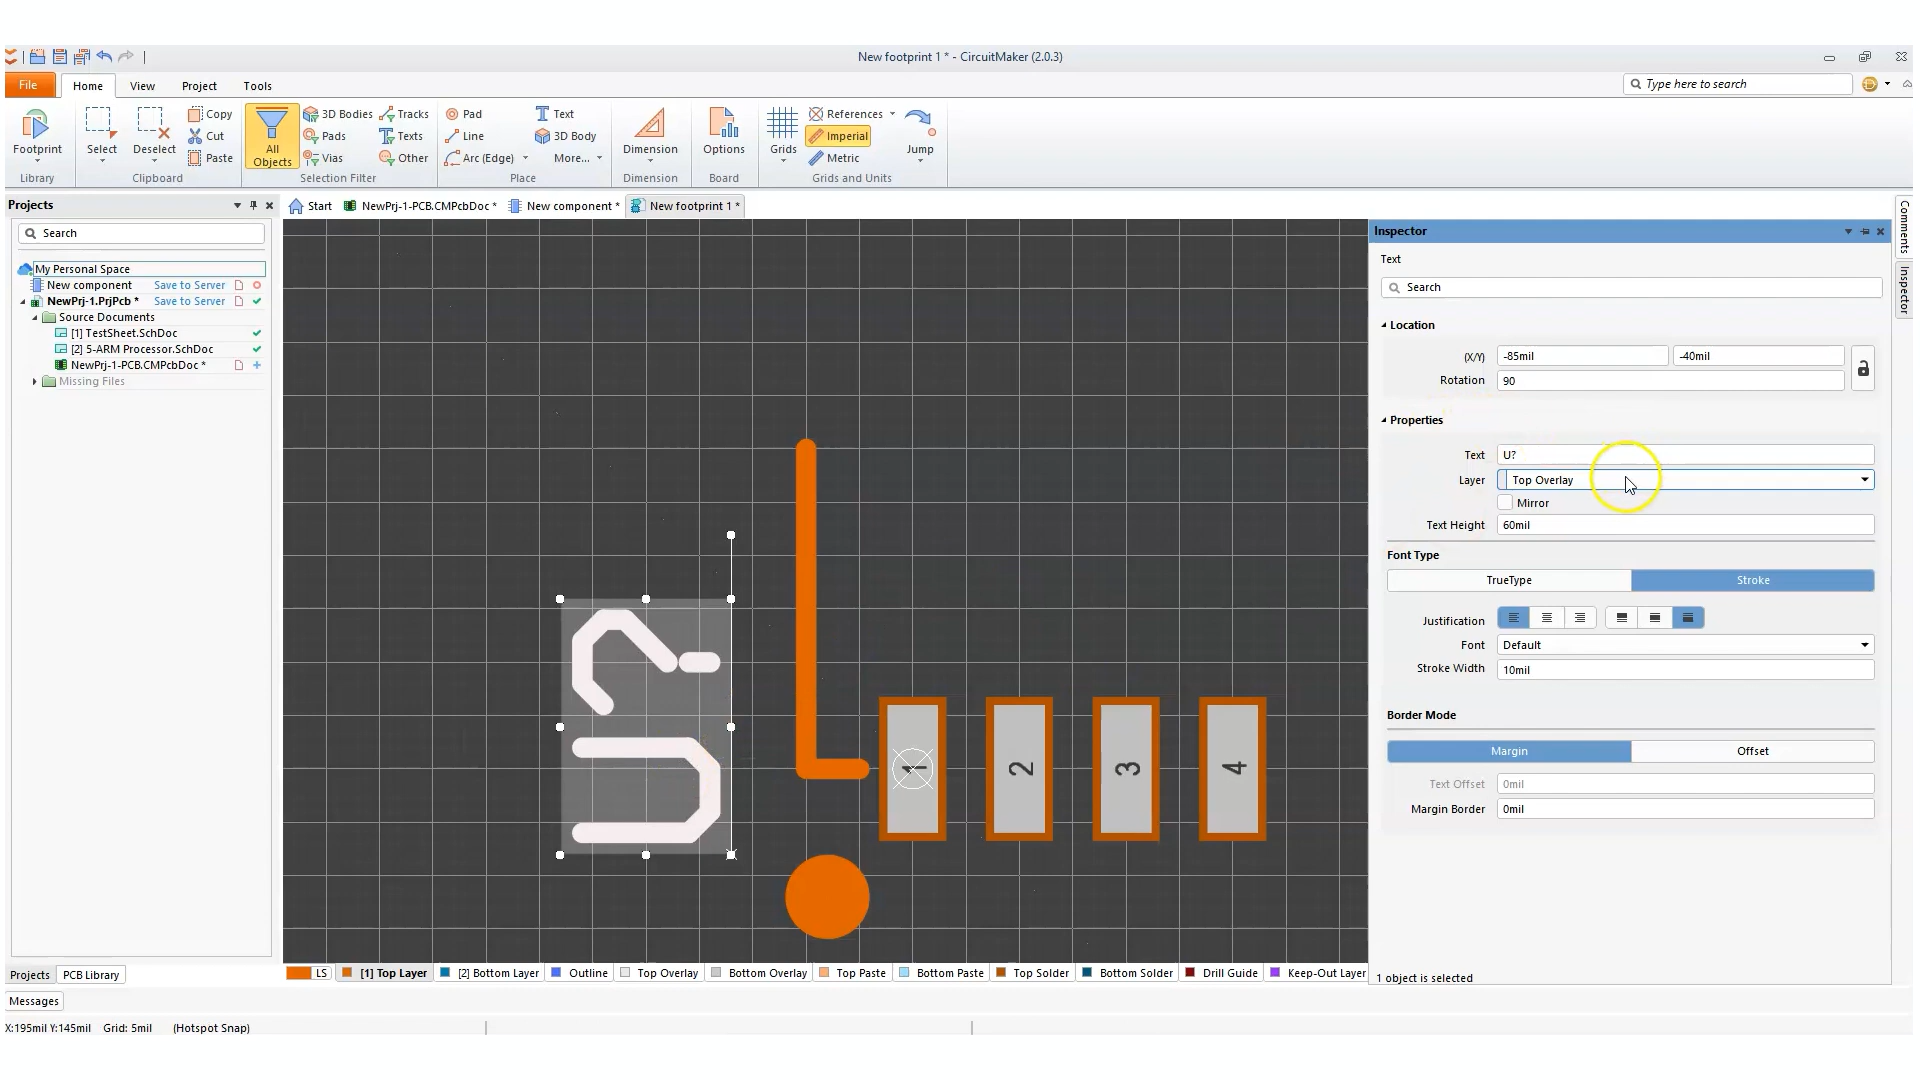 New footprint 1 * - CircuitMaker (2.0.3)
File Home View Project Tools
Type here to search
Footprint
Library
Select Deselect
Copy
Cut
Paste
Clipboard
All Objects
3D Bodies
Pads
Vias
Tracks
Texts
Other
Selection Filter
Pad
Line
Arc (Edge)
Text
3D Body
More...
Place
Dimension
Dimension
Options
Board
Grids
References
Imperial
Metric
Jump
Grids and Units
Projects
Start NewPrj-1-PCB.CMPcbDoc * New component * New footprint 1 *
Search
My Personal Space
New component Save to Server
NewPrj-1.PrjPcb * Save to Server
Source Documents
[1] TestSheet.SchDoc
[2] 5-ARM Processor.SchDoc
NewPrj-1-PCB.CMPcbDoc *
Missing Files
U?
1 2 3 4
Inspector
Text
Search
Location
(X/Y) -85mil -40mil
Rotation 90
Properties
Text U?
Layer Top Overlay
Mirror
Text Height 60mil
Font Type
TrueType Stroke
Justification
Font Default
Stroke Width 10mil
Border Mode
Margin Offset
Text Offset 0mil
Margin Border 0mil
1 object is selected
Comments
Inspector
Projects PCB Library
LS [1] Top Layer [2] Bottom Layer Outline Top Overlay Bottom Overlay Top Paste Bottom Paste Top Solder Bottom Solder Drill Guide Keep-Out Layer
Messages
X:195mil Y:145mil Grid: 5mil (Hotspot Snap)